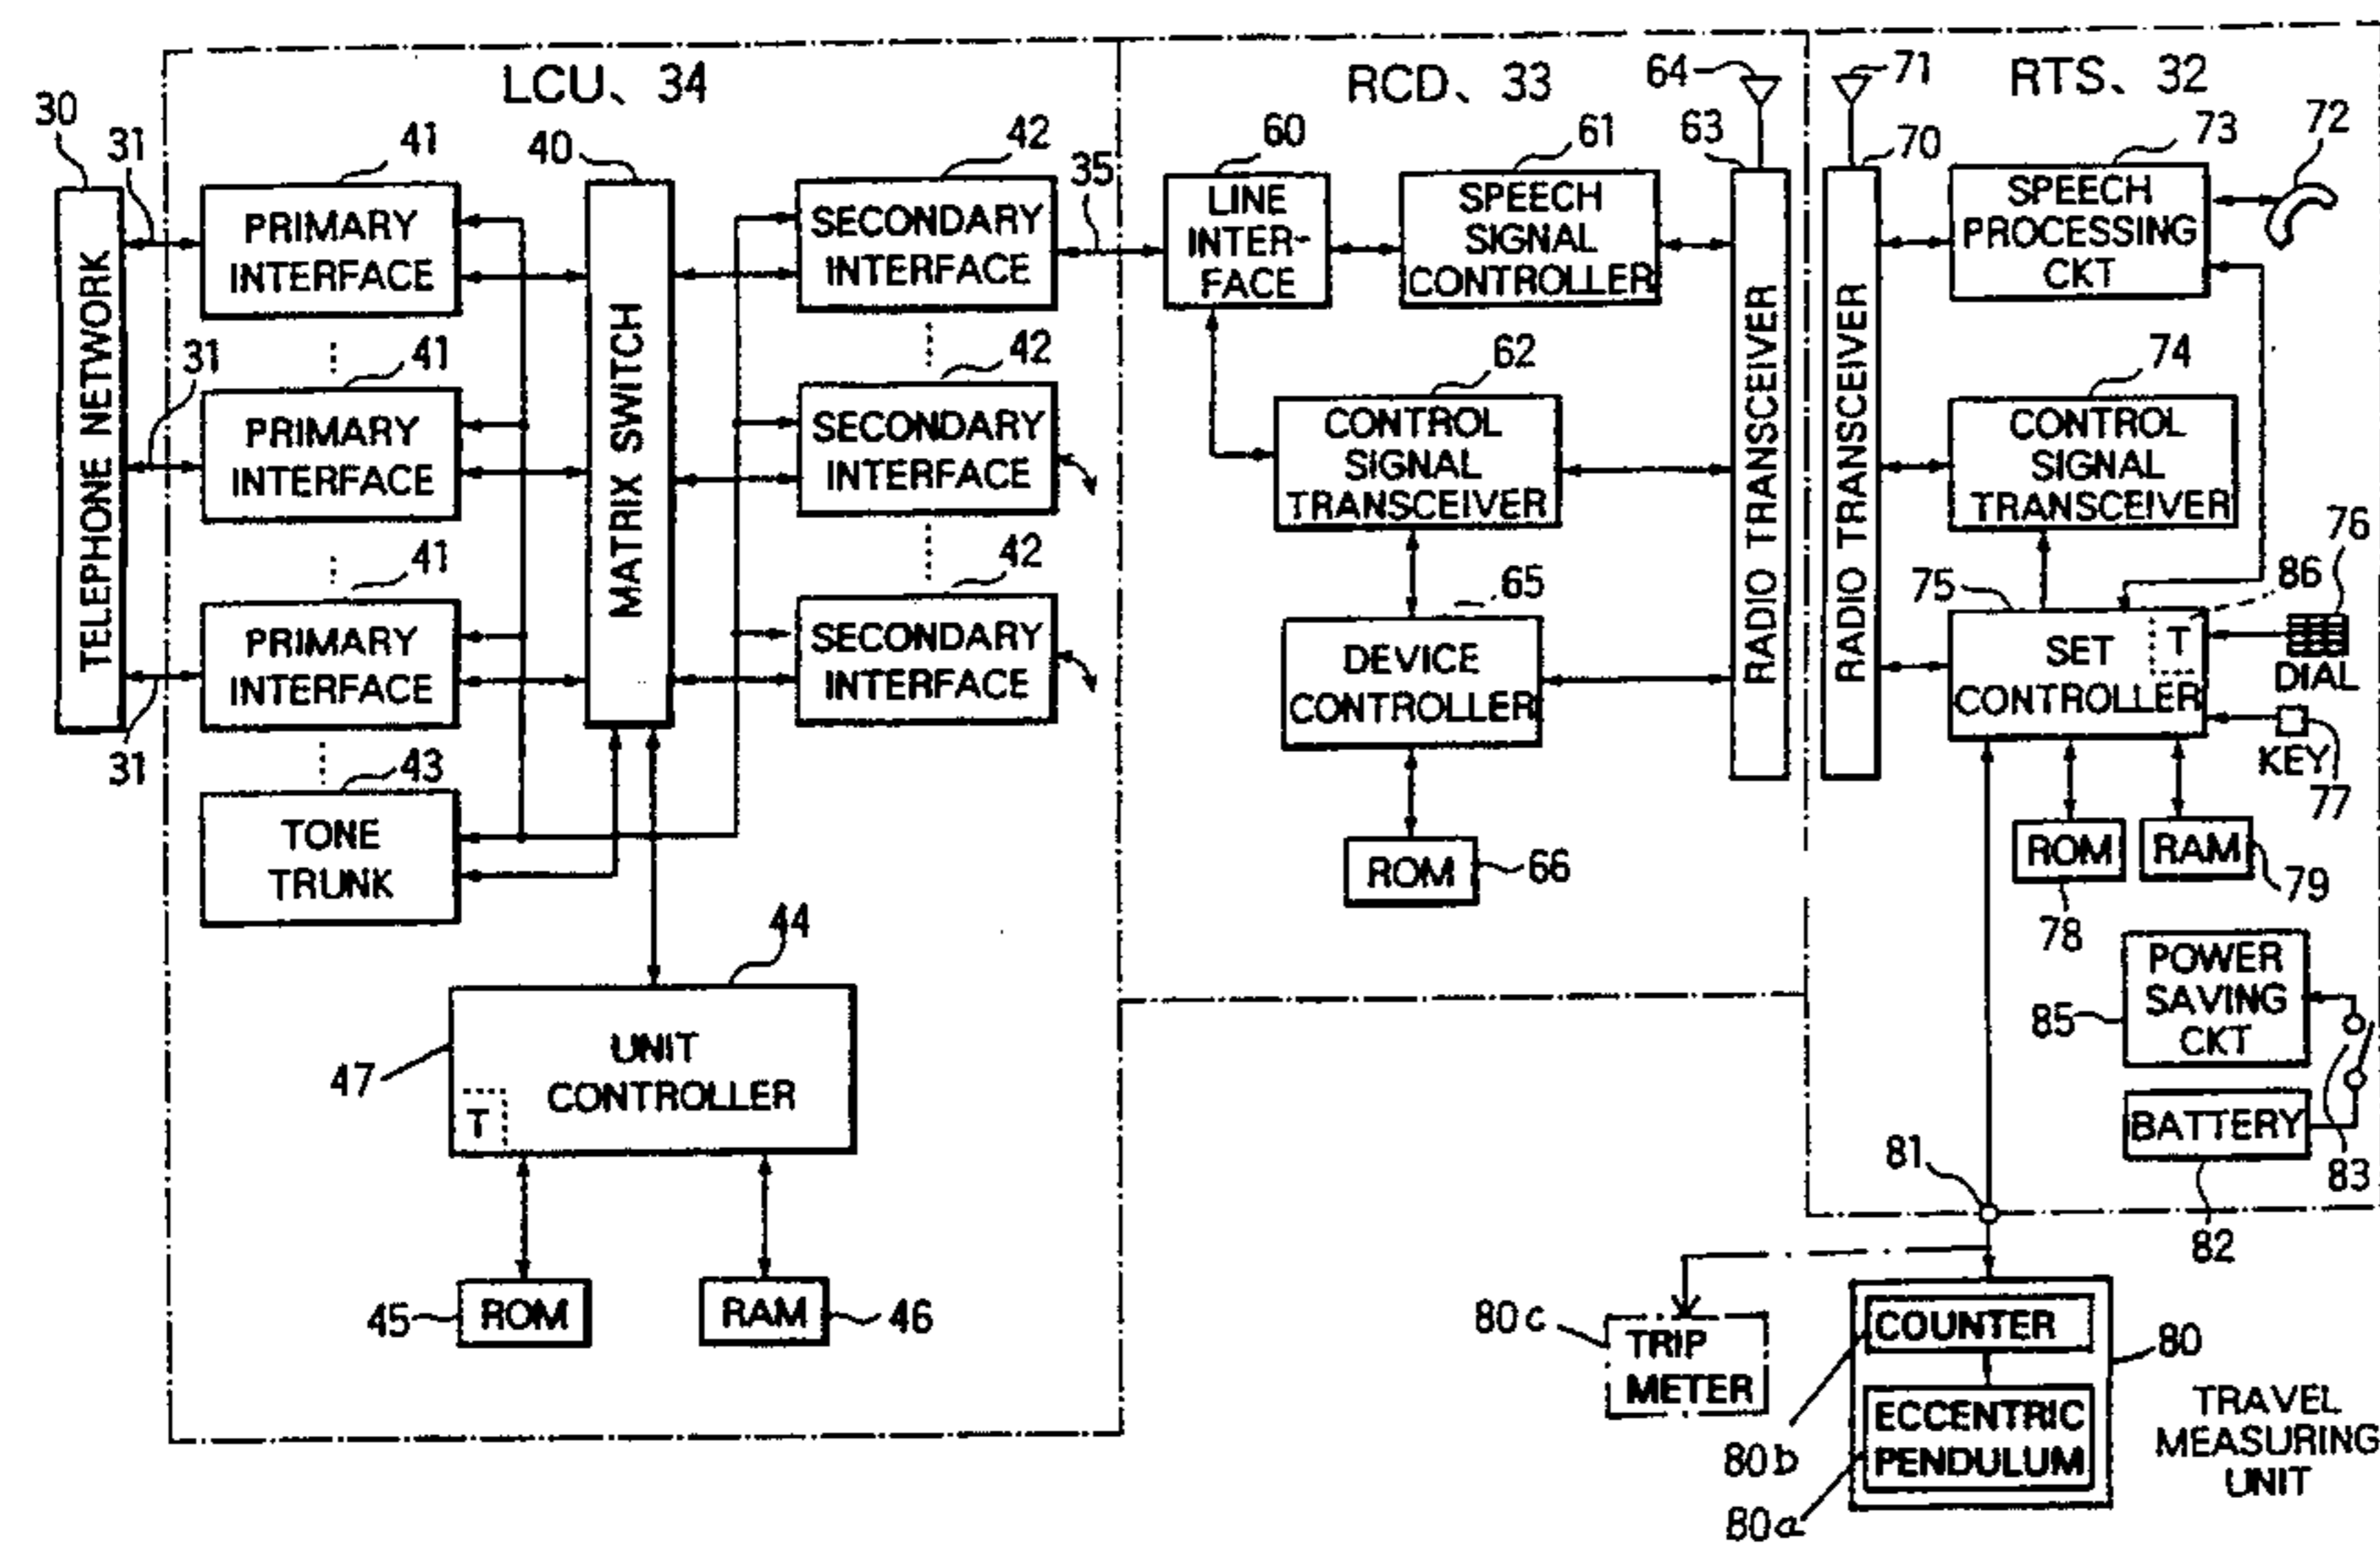 LCU、34
RCD、33
RTS、32
30
31
41
40
42
35
60
61
64
63
71
70
73
72
TELEPHONE NETWORK
PRIMARY
INTERFACE
MATRIX SWITCH
SECONDARY
INTERFACE
LINE
INTER-
FACE
SPEECH
SIGNAL
CONTROLLER
RADIO TRANSCEIVER
RADIO TRANSCEIVER
SPEECH
PROCESSING
CKT
31
41
42
62
74
PRIMARY
INTERFACE
SECONDARY
INTERFACE
CONTROL
SIGNAL
TRANSCEIVER
CONTROL
SIGNAL
TRANSCEIVER
41
42
65
75
86
76
PRIMARY
INTERFACE
SECONDARY
INTERFACE
DEVICE
CONTROLLER
SET
CONTROLLER
T
DIAL
KEY
77
31
43
TONE
TRUNK
ROM
66
ROM
RAM
78
79
44
UNIT
CONTROLLER
47
T
POWER
SAVING
CKT
85
BATTERY
83
81
82
45
ROM
RAM
46
80c
TRIP
METER
COUNTER
80
ECCENTRIC
PENDULUM
80b
80a
TRAVEL
MEASURING
UNIT